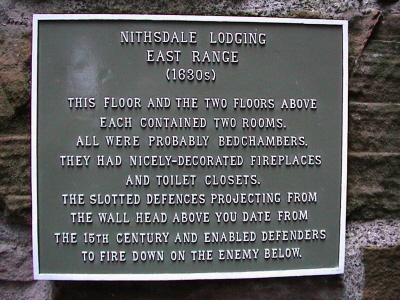 NITHSDALE LODGING
EAST RANGE
(1630s)
THIS FLOOR AND THE TWO FLOORS ABOVE
EACH CONTAINED TWO ROOMS.
ALL WERE PROBABLY BEDCHAMBERS.
THEY HAD NICELY-DECORATED FIREPLACES
AND TOILET CLOSETS.
THE SLOTTED DEFENCES PROJECTING FROM
THE WALL HEAD ABOVE YOU DATE FROM
THE 15TH CENTURY AND ENABLED DEFENDERS
TO FIRE DOWN ON THE ENEMY BELOW.